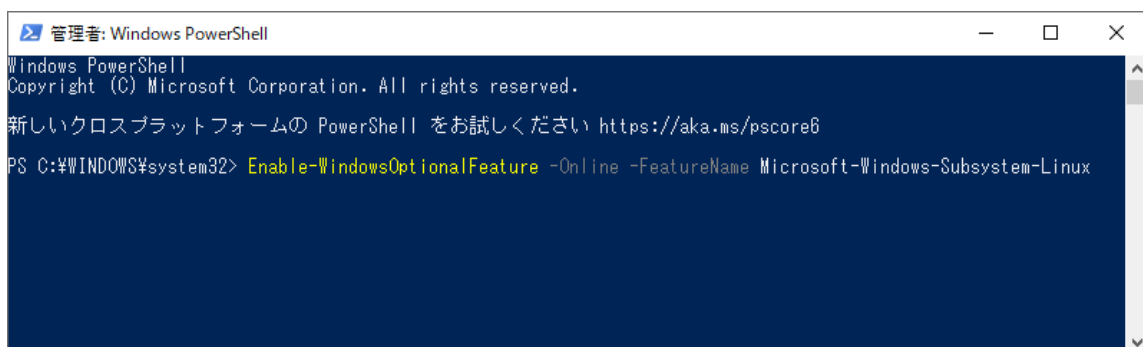 管理者: Windows PowerShell
Windows PowerShell
Copyright (C) Microsoft Corporation. All rights reserved.
新しいクロスプラットフォームの PowerShell をお試しください https://aka.ms/pscore6
PS C:¥WINDOWS¥system32> Enable-WindowsOptionalFeature -Online -FeatureName Microsoft-Windows-Subsystem-Linux